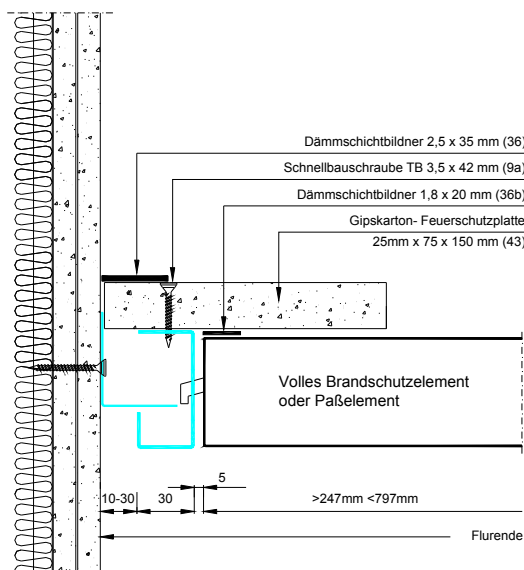 Dämmschichtbildner 2,5 x 35 mm (36)
Schnellbauschraube TB 3,5 x 42 mm (9a)
Dämmschichtbildner 1,8 x 20 mm (36b)
Gipskarton- Feuerschutzplatte
25mm x 75 x 150 mm (43)
Volles Brandschutzelement
oder Paßelement
5
10-30
30
>247mm <797mm
Flurende